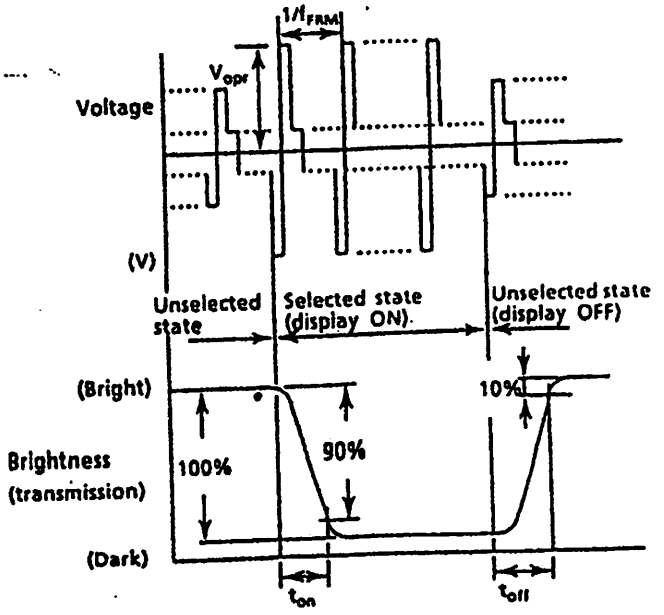 1/fFRM
Vopr
Voltage
(V)
Unselected
state
Selected state
(display ON).
Unselected state
(display OFF)
(Bright)
10%
Brightness
(transmission)
100%
90%
(Dark)
ton
toff